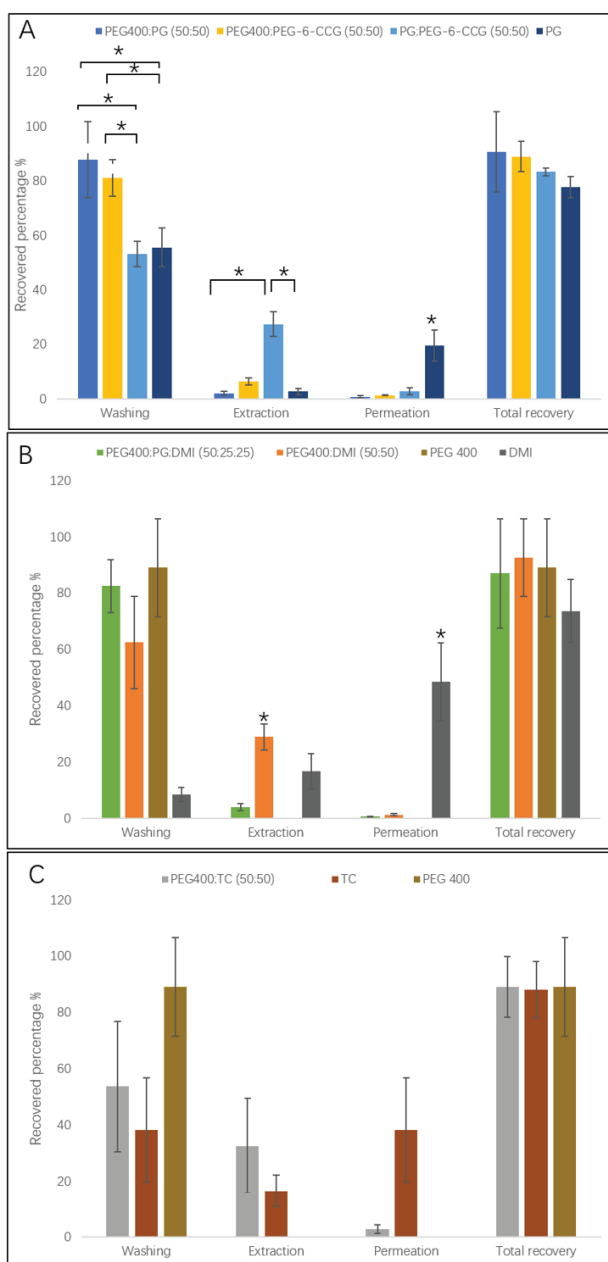 A
PEG400:PG (50:50) PEG400:PEG-6-CCG (50:50) PG:PEG-6-CCG (50:50) PG
120
100
80
60
40
20
0
Recovered percentage %
* * * * * * *
Washing Extraction Permeation Total recovery
B
PEG400:PG:DMI (50:25:25) PEG400:DMI (50:50) PEG 400 DMI
120
100
80
60
40
20
0
Recovered percentage %
* *
Washing Extraction Permeation Total recovery
C
PEG400:TC (50:50) TC PEG 400
120
100
80
60
40
20
0
Recovered percentage %
Washing Extraction Permeation Total recovery